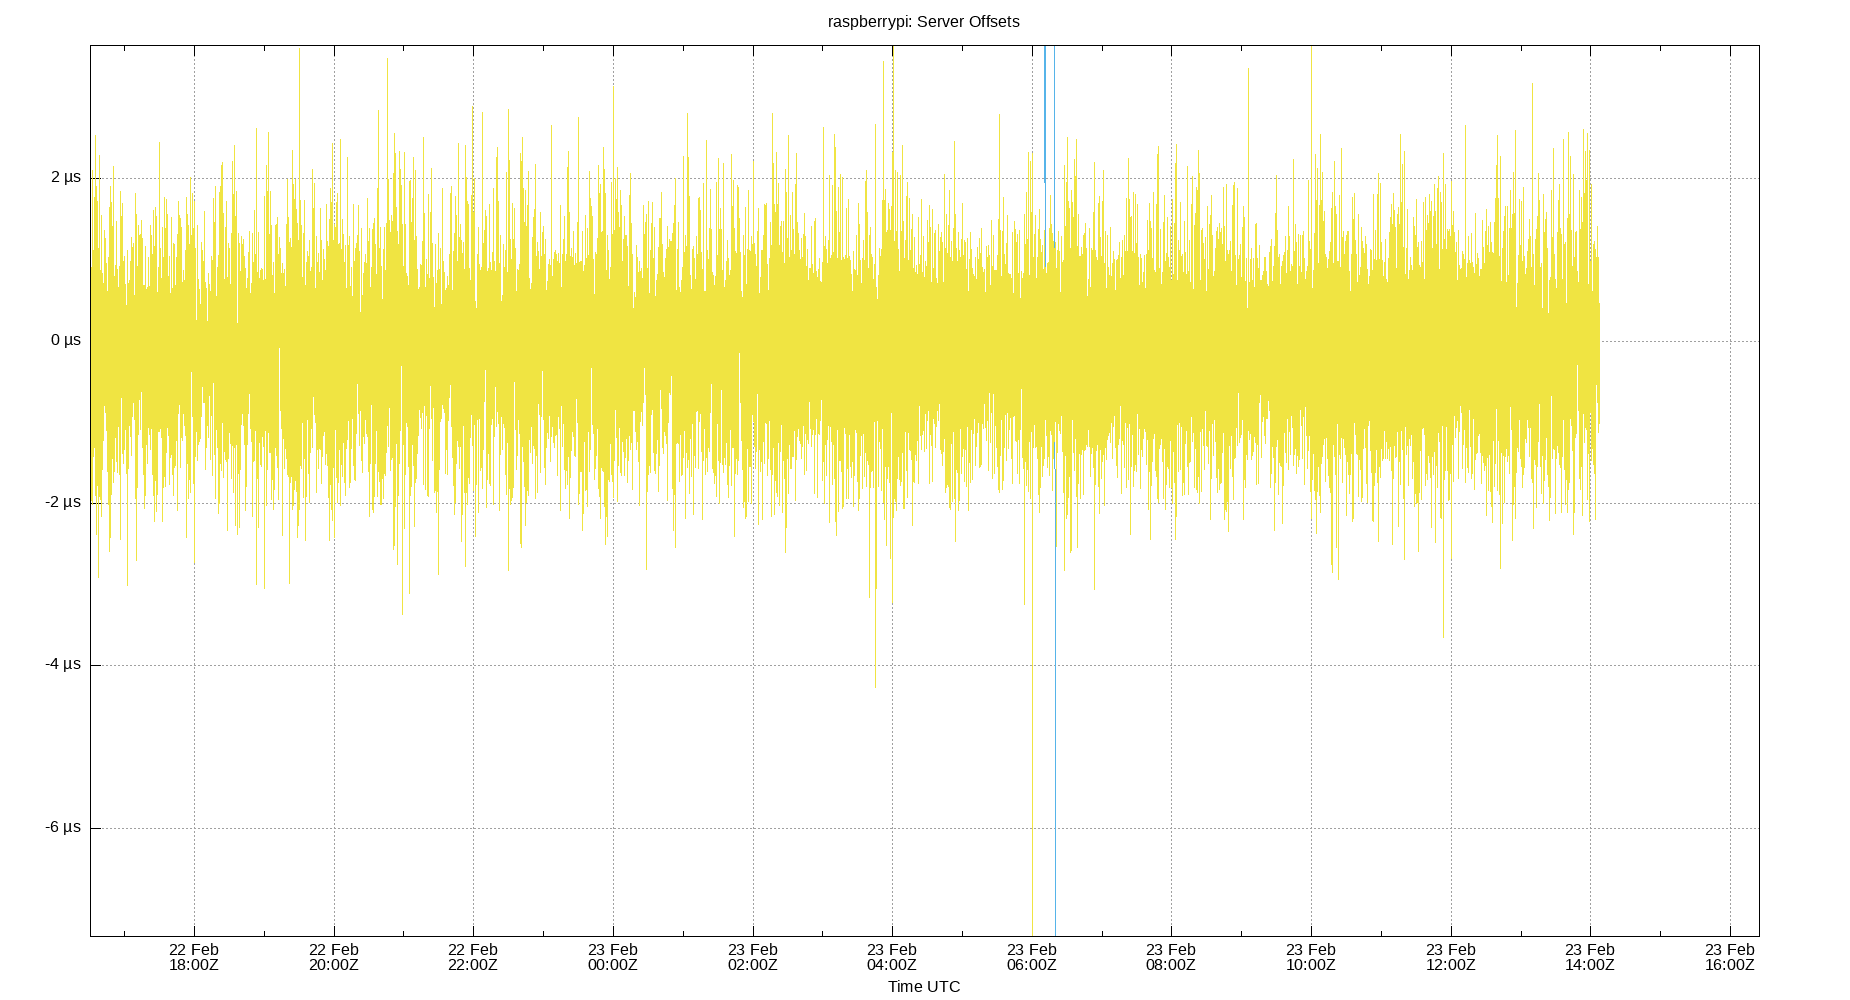 raspberrypi: Server Offsets
2 µs
0 µs
-2 µs
-4 µs
-6 µs
22 Feb 22 Feb 22 Feb 23 Feb 23 Feb 23 Feb 23 Feb 23 Feb 23 Feb 23 Feb 23 Feb 23 Feb
18:00Z 20:00Z 22:00Z 00:00Z 02:00Z 04:00Z 06:00Z 08:00Z 10:00Z 12:00Z 14:00Z 16:00Z
Time UTC